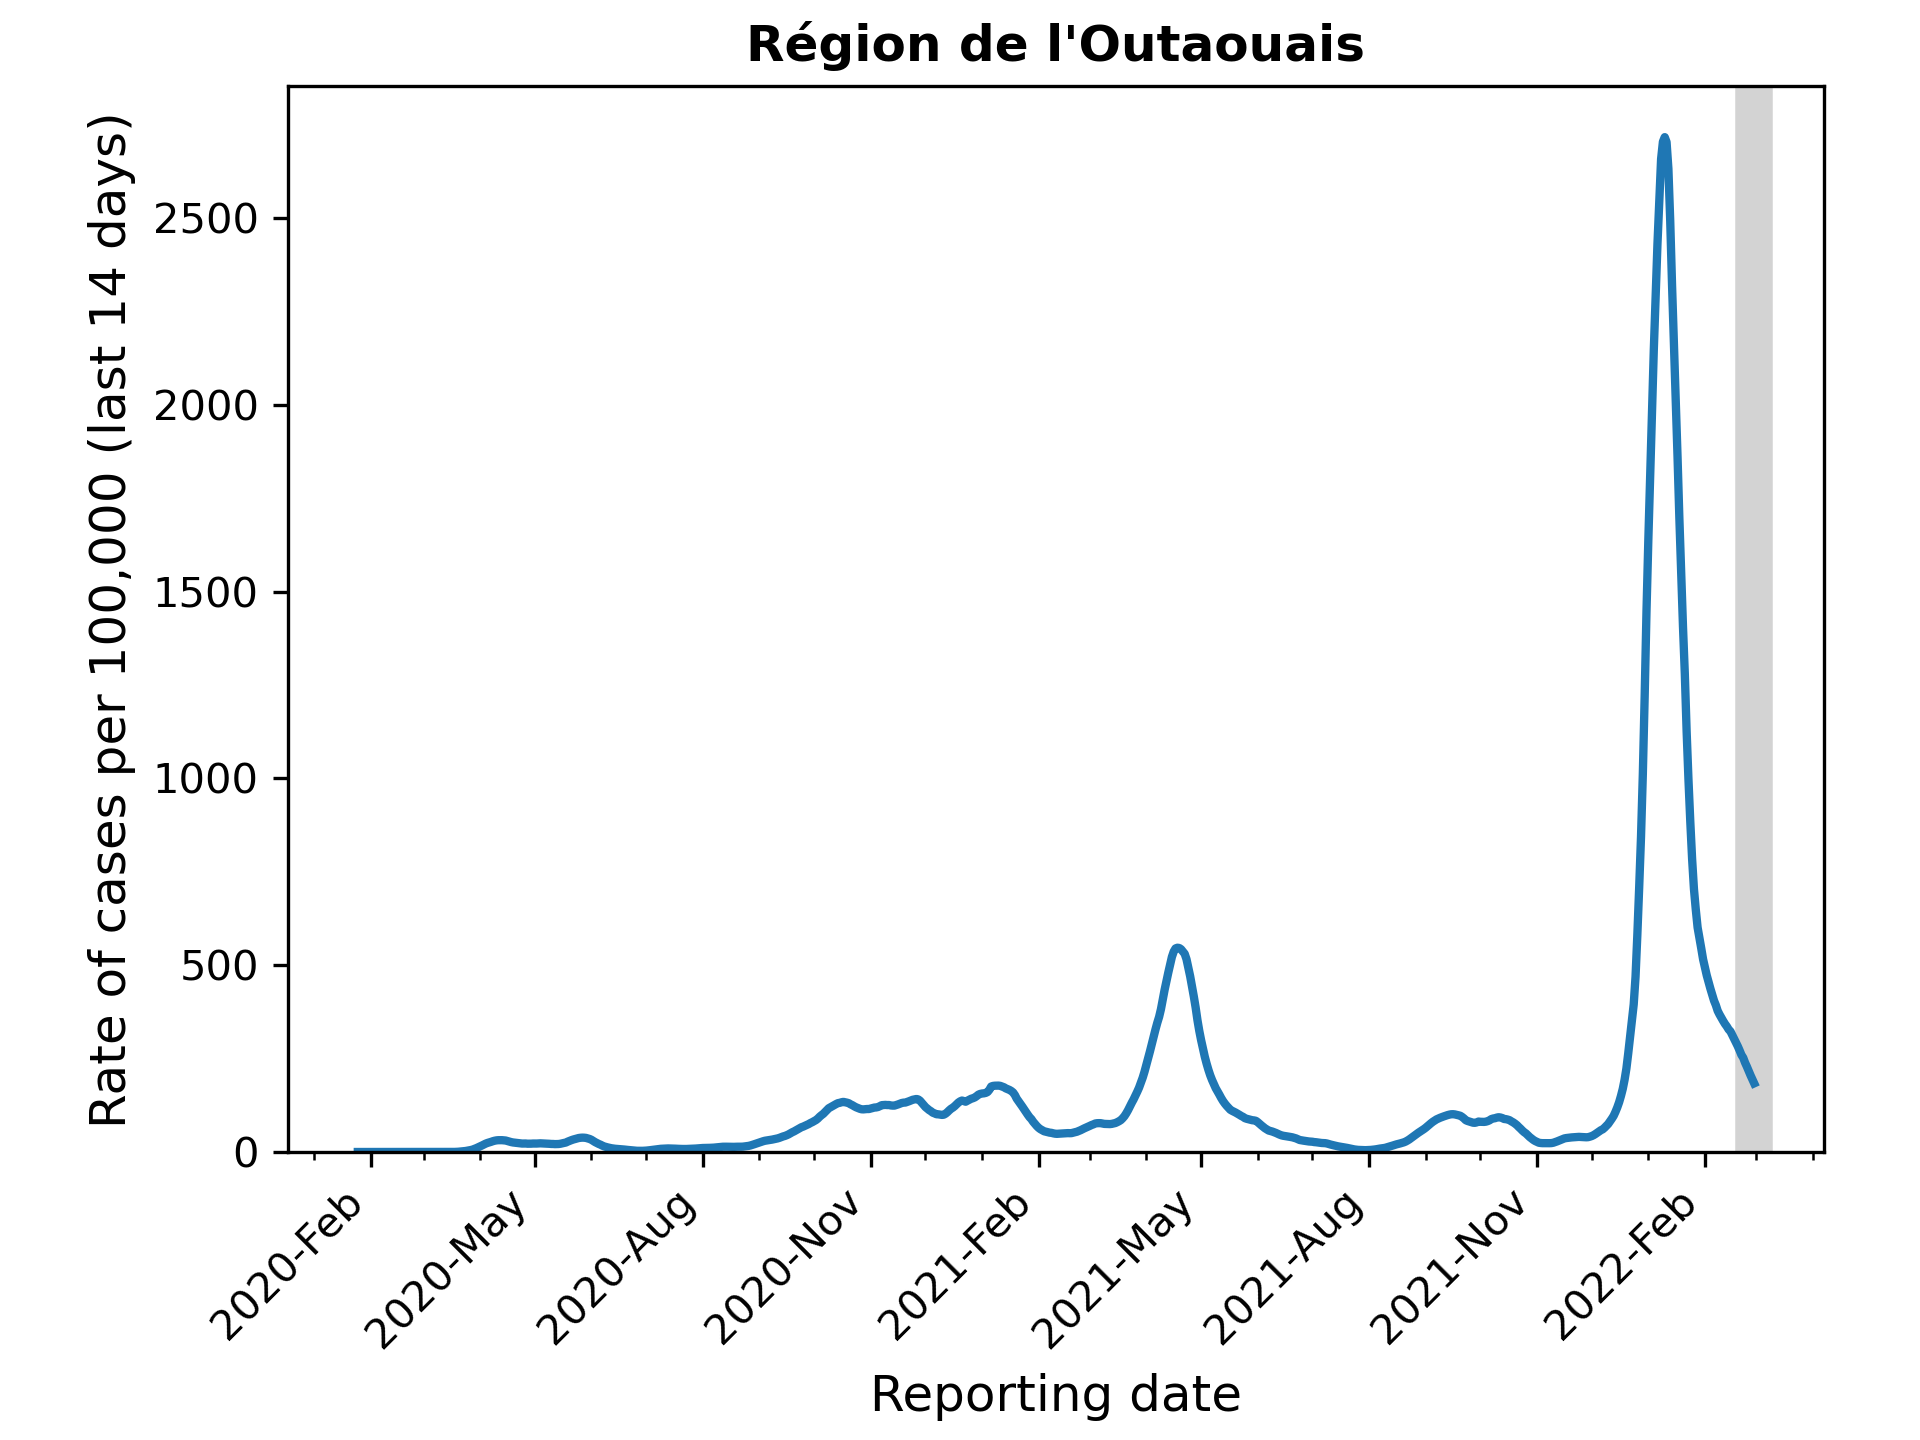 Région de l'Outaouais
Rate of cases per 100,000 (last 14 days)
2500
2000
1500
1000
500
0
2020-Feb
2020-May
2020-Aug
2020-Nov
2021-Feb
2021-May
2021-Aug
2021-Nov
2022-Feb
Reporting date